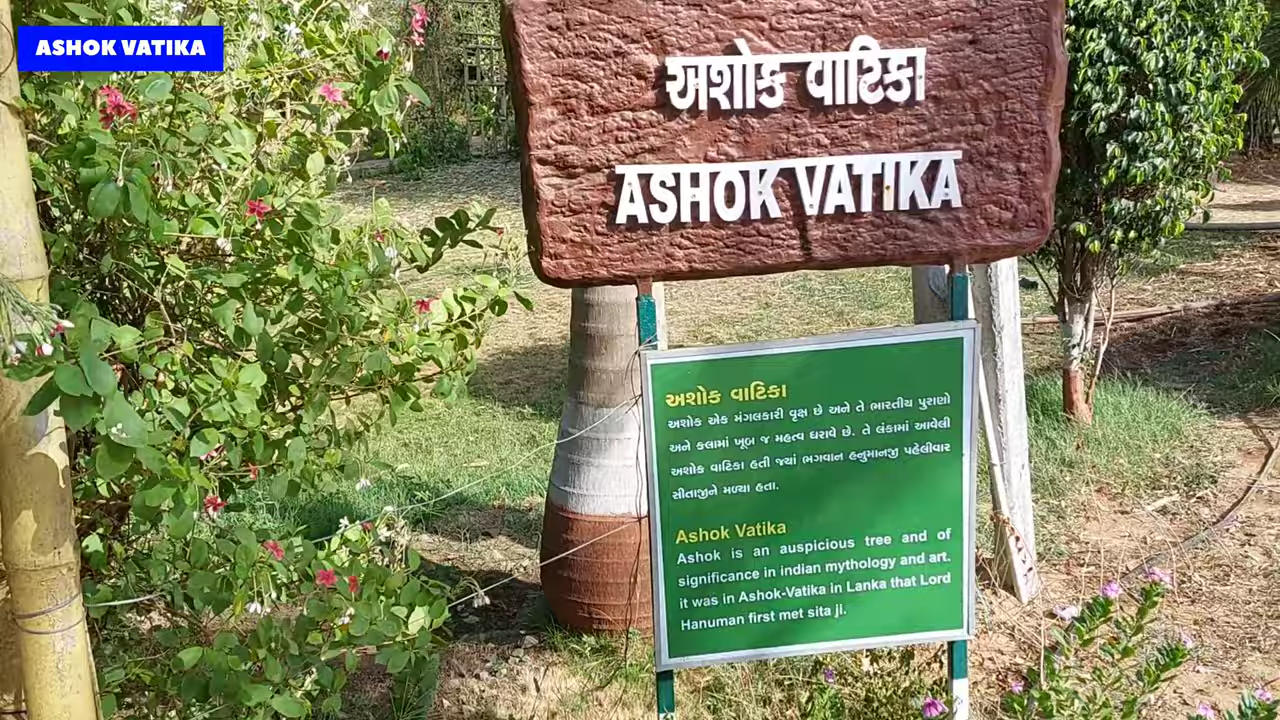 ASHOK VATIKA
અશોક વાટિકા
ASHOK VATIKA
અશોક વાટિકા
અશોક એક મંગલકારી વૃક્ષ છે અને તે ભારતીય પુરાણો
અને કલામાં ખૂબ જ મહત્વ ધરાવે છે. તે લંકામાં આવેલી
અશોક વાટિકા હતી જ્યાં ભગવાન હનુમાનજી પહેલીવાર
સીતાજીને મળ્યા હતા.
Ashok Vatika
Ashok is an auspicious tree and of
significance in indian mythology and art.
it was in Ashok-Vatika in Lanka that Lord
Hanuman first met sita ji.